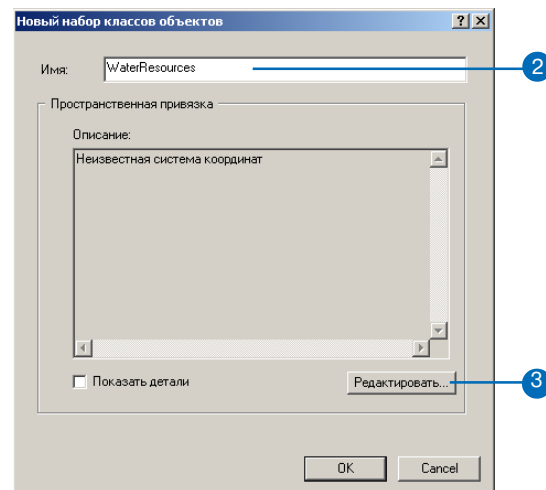 Новый набор классов объектов
Имя: WaterResources
2
Пространственная привязка
Описание:
Неизвестная система координат
Показать детали
Редактировать...
3
OK Cancel